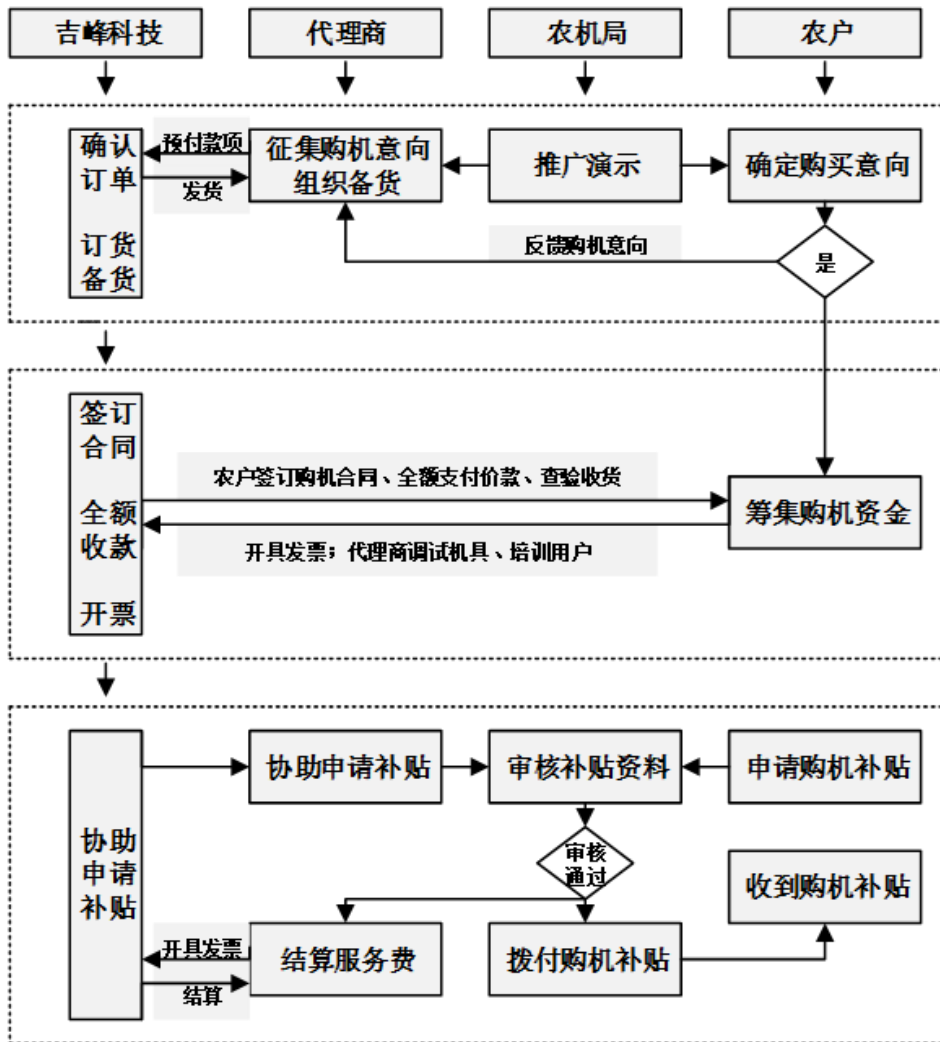 吉峰科技
代理商
农机局
农户
确认
订单
订货
备货
预付款项
发货
征集购机意向
组织备货
推广演示
确定购买意向
反馈购机意向
是
签订
合同
全额
收款
开票
农户签订购机合同、全额支付价款、查验收货
开具发票；代理商调试机具、培训用户
筹集购机资金
协助
申请
补贴
协助申请补贴
审核补贴资料
申请购机补贴
审核
通过
收到购机补贴
开具发票
结算
结算服务费
拨付购机补贴